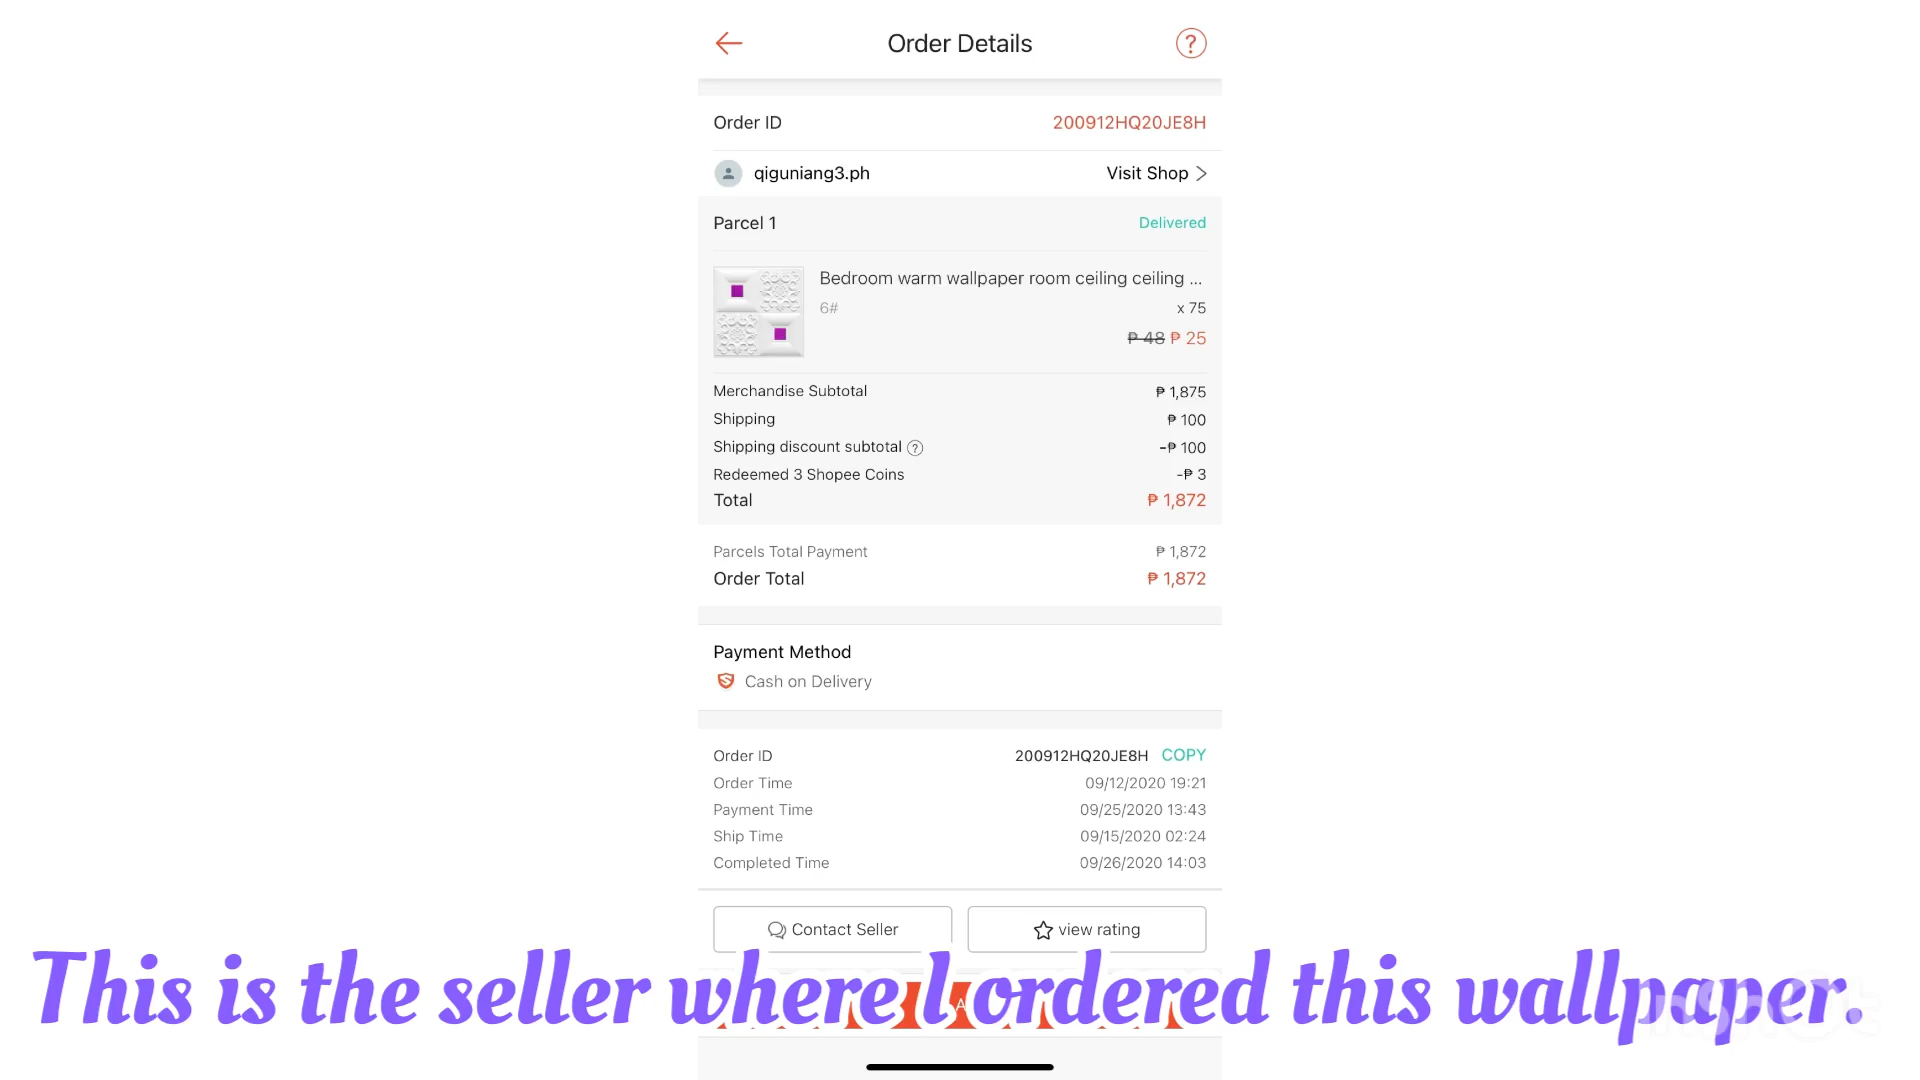 Order Details
?
Order ID 200912HQ20JE8H
qiguniang3.ph Visit Shop
Parcel 1 Delivered
Bedroom warm wallpaper room ceiling ceiling ...
6# x 75
₱ 48 ₱ 25
Merchandise Subtotal ₱ 1,875
Shipping ₱ 100
Shipping discount subtotal ? -₱ 100
Redeemed 3 Shopee Coins -₱ 3
Total ₱ 1,872
Parcels Total Payment ₱ 1,872
Order Total ₱ 1,872
Payment Method
Cash on Delivery
Order ID 200912HQ20JE8H COPY
Order Time 09/12/2020 19:21
Payment Time 09/25/2020 13:43
Ship Time 09/15/2020 02:24
Completed Time 09/26/2020 14:03
Contact Seller view rating
This is the seller where I ordered this wallpaper.